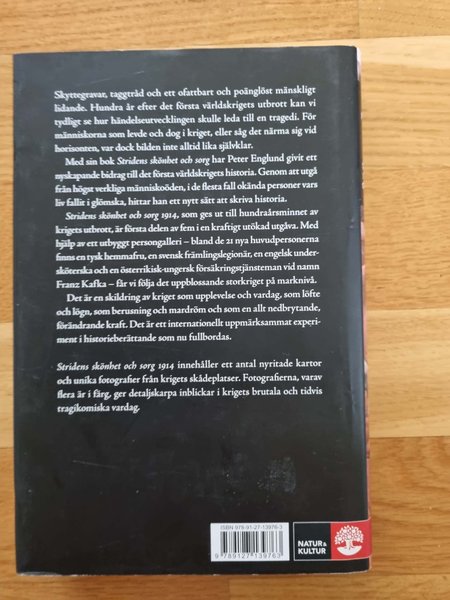 Skyttegravar, taggtråd och ett ofattbart och poänglöst mänskligt
lidande. Hundra år efter det första världskrigets utbrott kan vi
tydligt se hur händelseutvecklingen skulle leda till en tragedi. För
människorna som levde och dog i kriget, eller såg det närma sig vid
horisonten, var dock bilden inte alltid lika självklar.
Med sin bok Stridens skönhet och sorg har Peter Englund givit ett
nyskapande bidrag till det första världskrigets historia. Genom att utgå
från högst verkliga människoöden, i de flesta fall okända personer vars
liv fallit i glömska, hittar han ett nytt sätt att skriva historia.
Stridens skönhet och sorg 1914, som ges ut till hundraårsminnet av
krigets utbrott, är första delen av fem i en kraftigt utökad utgåva. Med
hjälp av ett utbyggt persongalleri – bland de 21 nya huvudpersonerna
finns en tysk hemmafru, en svensk främlingslegionär, en engelsk under-
sköterska och en österrikisk-ungersk försäkringstjänsteman vid namn
Franz Kafka – får vi följa det uppblossande storkriget på marknivå.
Det är en skildring av kriget som upplevelse och vardag, som löfte
och lögn, som berusning och mardröm och som en allt nedbrytande,
förändrande kraft. Det är ett internationellt uppmärksammat experi-
ment i historieberättande som nu fullbordas.
Stridens skönhet och sorg 1914 innehåller ett antal nyritade kartor
och unika fotografier från krigets skådeplatser. Fotografierna, varav
flera är i färg, ger detaljskarpa inblickar i krigets brutala och tidvis
tragikomiska vardag.
ISBN 978-91-27-13976-3
9 789127 139763
NATUR &
KULTUR